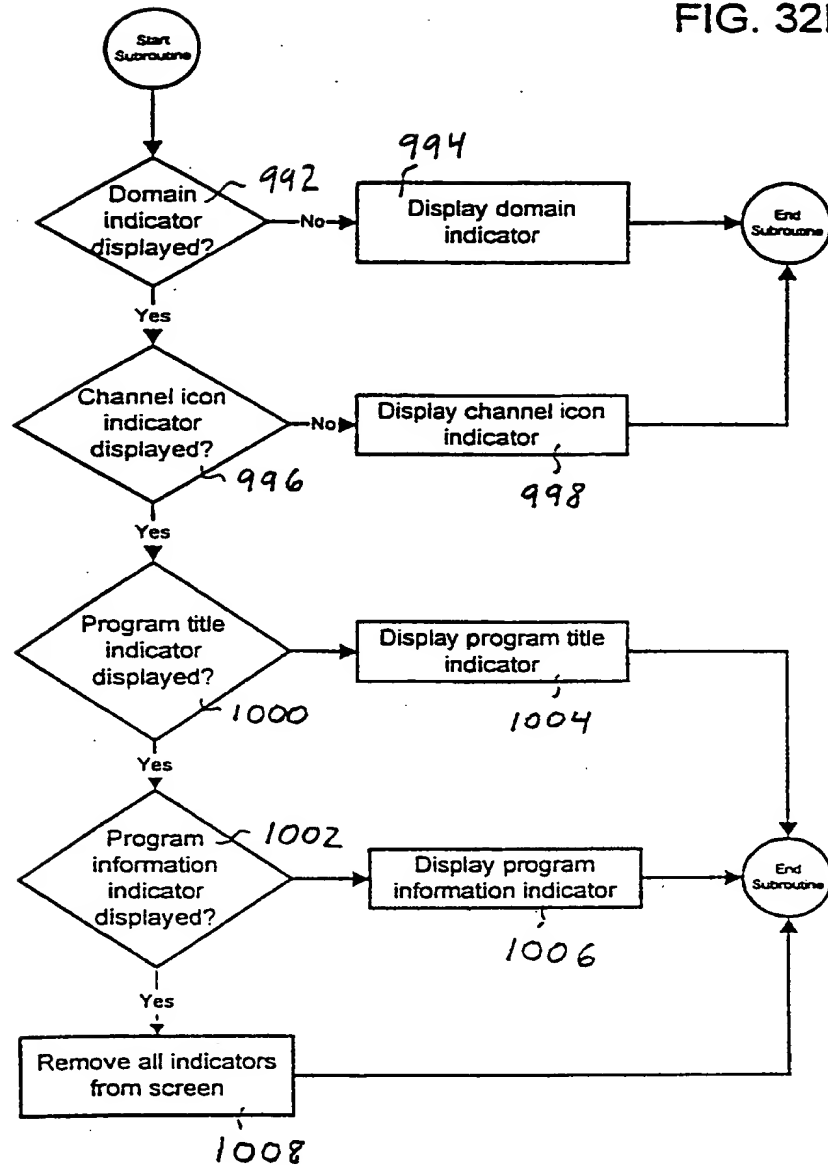 FIG. 32
Start
Subroutine
Domain
indicator
displayed?
992
No
994
Display domain
indicator
End
Subroutine
Yes
Channel icon
indicator
displayed?
996
No
Display channel icon
indicator
998
Yes
Program title
indicator
displayed?
1000
Display program title
indicator
1004
Yes
Program
information
indicator
displayed?
1002
Display program
information indicator
1006
End
Subroutine
Yes
Remove all indicators
from screen
1008